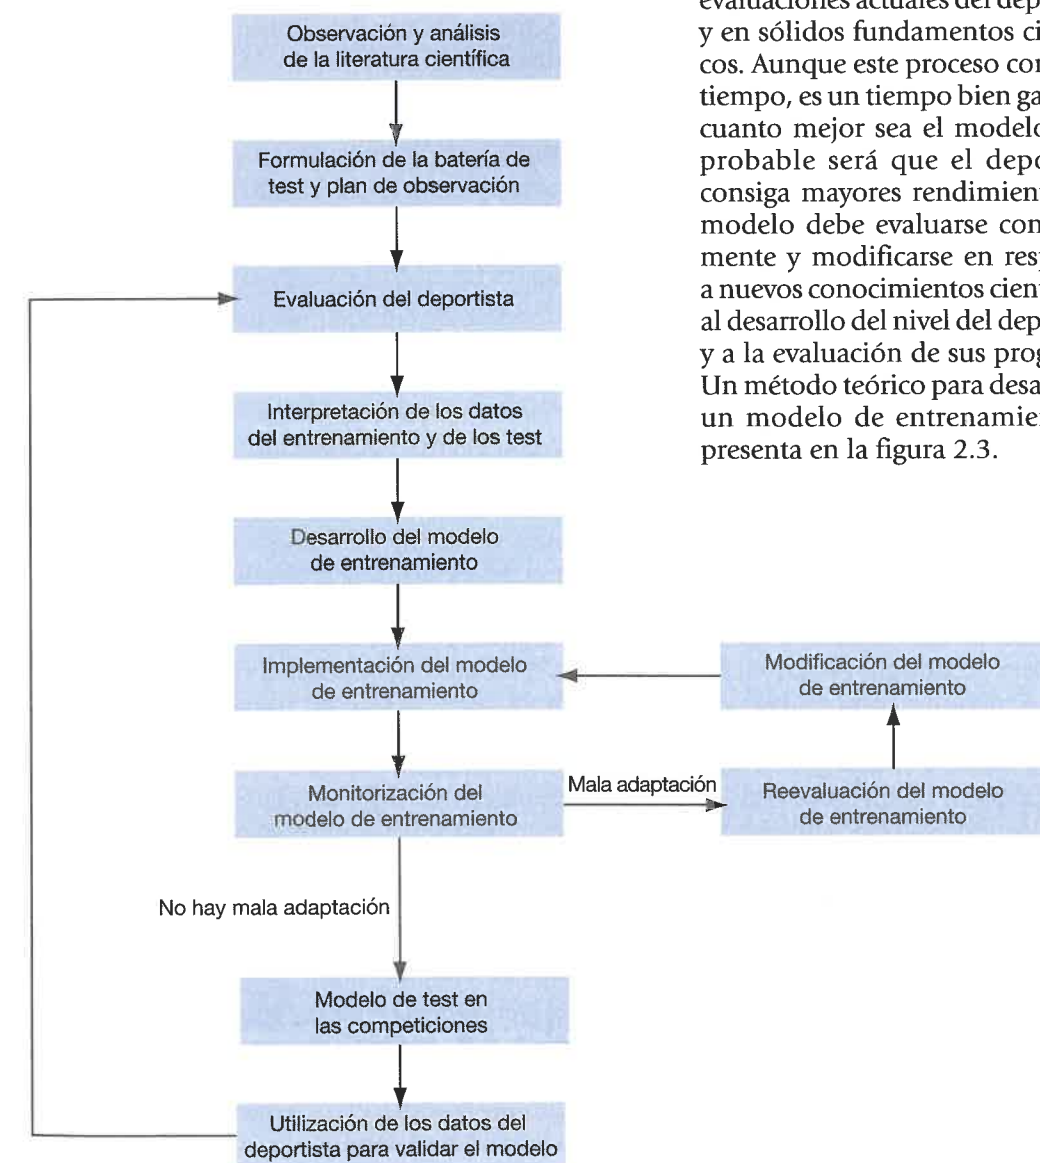 Observación y análisis
de la literatura científica
Formulación de la batería de
test y plan de observación
Evaluación del deportista
Interpretación de los datos
del entrenamiento y de los test
Desarrollo del modelo
de entrenamiento
Implementación del modelo
de entrenamiento
Modificación del modelo
de entrenamiento
Monitorización del
modelo de entrenamiento
Mala adaptación
Reevaluación del modelo
de entrenamiento
No hay mala adaptación
Modelo de test en
las competiciones
Utilización de los datos del
deportista para validar el modelo
evaluaciones actuales del dep
y en sólidos fundamentos ci
cos. Aunque este proceso con
tiempo, es un tiempo bien ga
cuanto mejor sea el modelo
probable será que el depo
consiga mayores rendimien
modelo debe evaluarse con
mente y modificarse en res
a nuevos conocimientos cien
al desarrollo del nivel del dep
y a la evaluación de sus prog
Un método teórico para desa
un modelo de entrenamie
presenta en la figura 2.3.